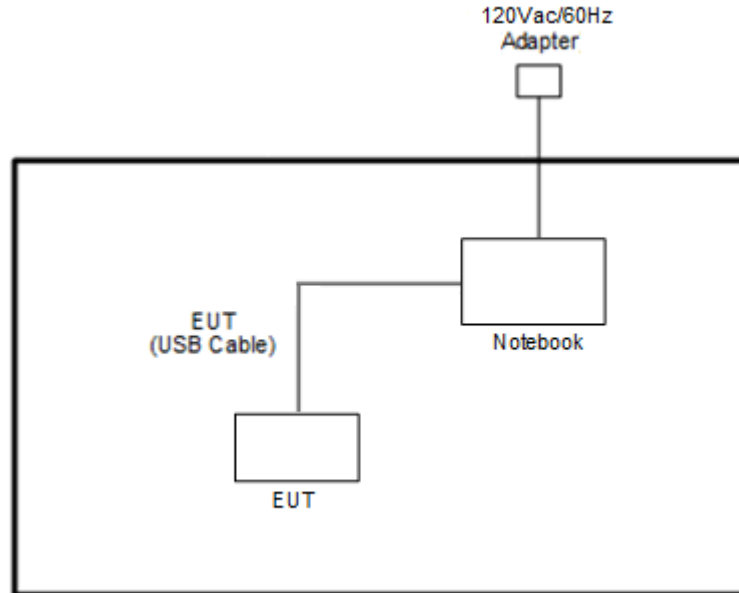 120Vac/60Hz
Adapter
Notebook
EUT
(USB Cable)
EUT